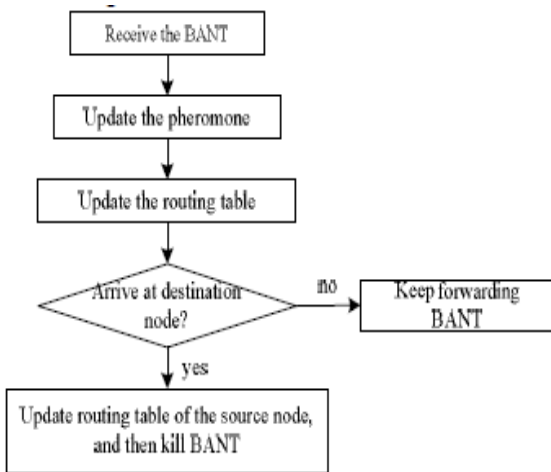 Receive the BANT
Update the pheromone
Update the routing table
Arrive at destination
node?
no
Keep forwarding
BANT
yes
Update routing table of the source node,
and then kill BANT